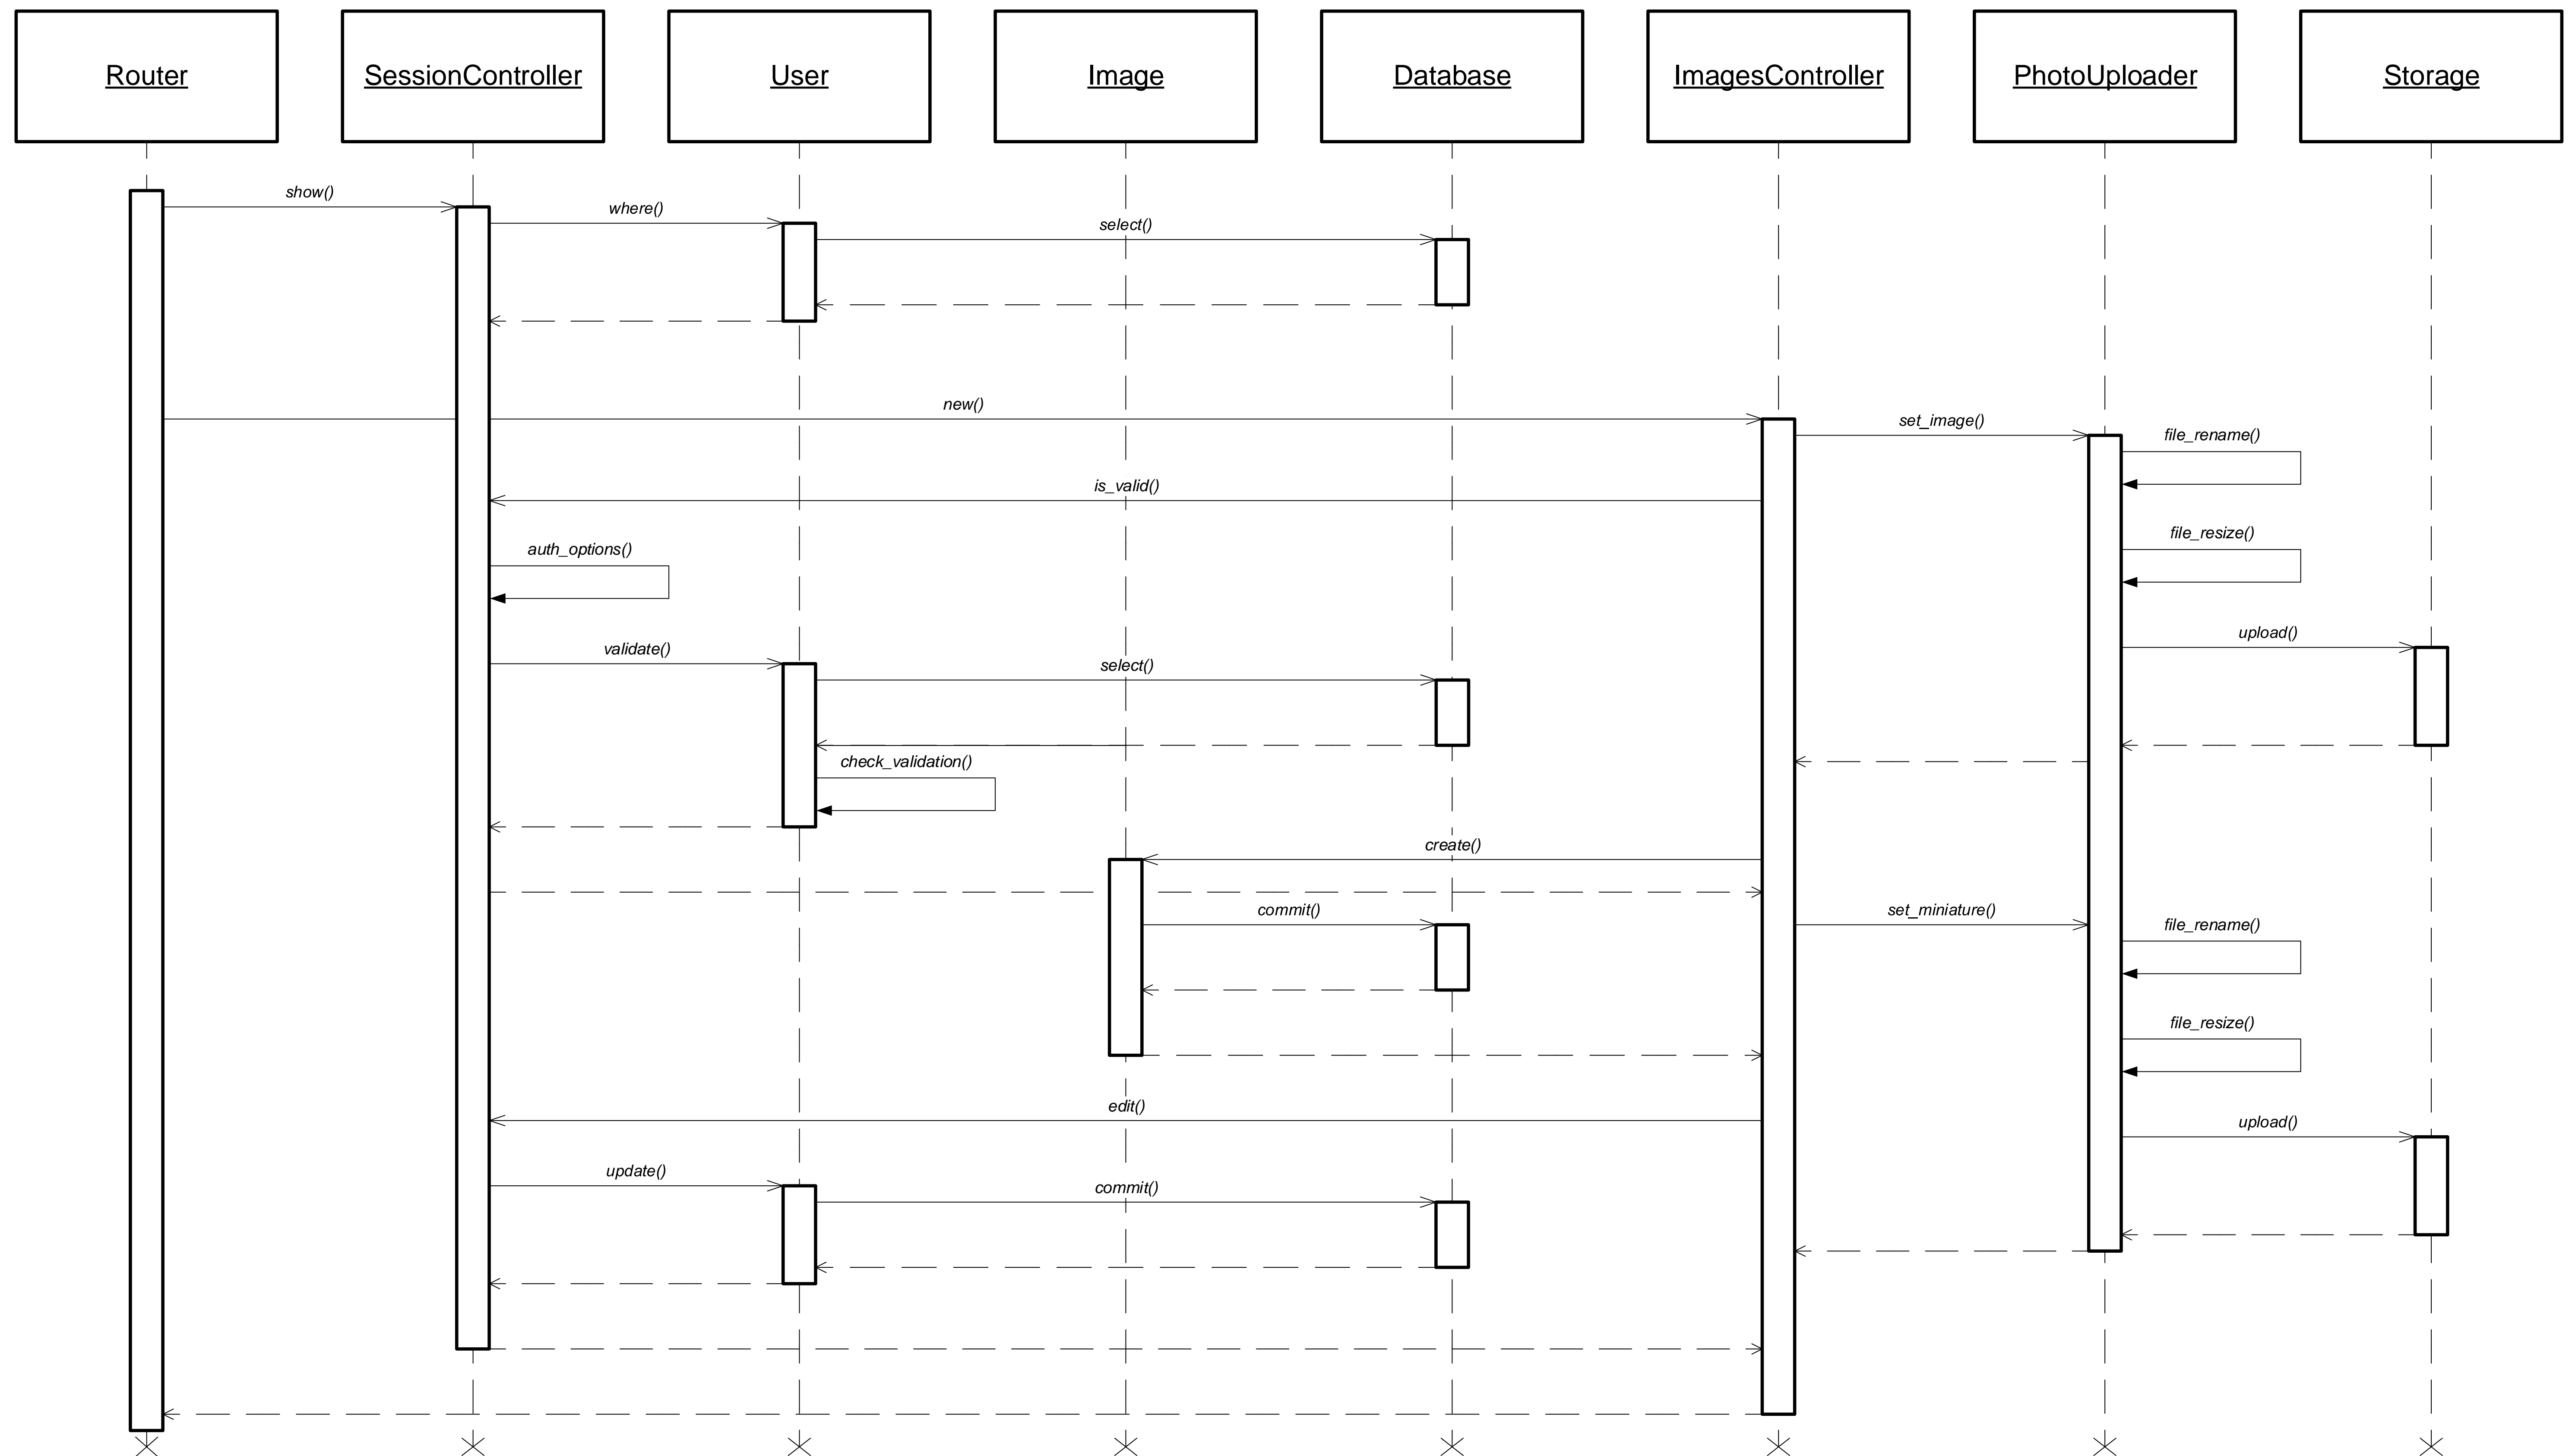 Router
SessionController
User
Image
Database
ImagesController
PhotoUploader
Storage
show()
where()
select()
new()
set_image()
file_rename()
is_valid()
file_resize()
auth_options()
upload()
validate()
select()
check_validation()
create()
commit()
set_miniature()
file_rename()
file_resize()
edit()
upload()
update()
commit()